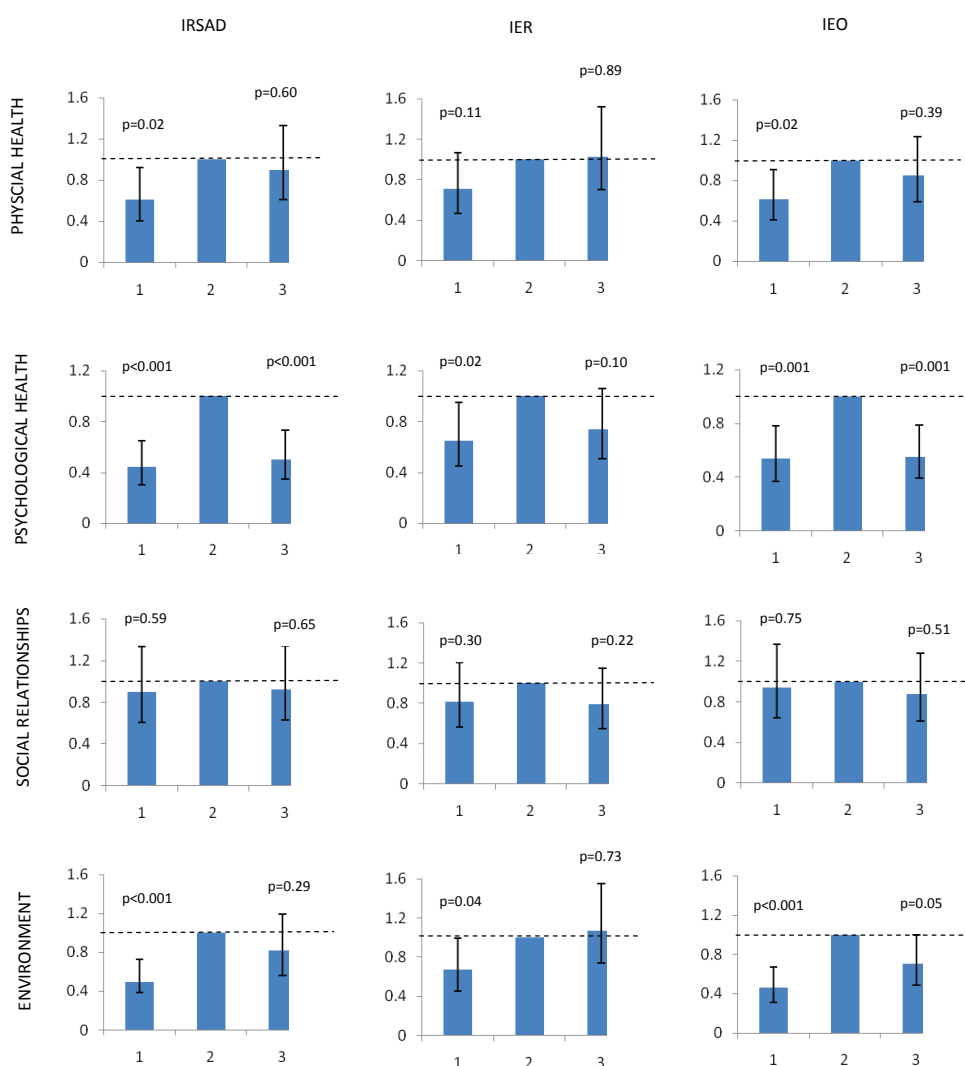 IRSAD IER IEO
PHYSCIAL HEALTH
p=0.02 p=0.60
1.6
1.2
0.8
0.4
0
1 2 3
p=0.11 p=0.89
1.6
1.2
0.8
0.4
0
1 2 3
p=0.02 p=0.39
1.6
1.2
0.8
0.4
0
1 2 3
PSYCHOLOGICAL HEALTH
p<0.001 p<0.001
1.2
0.8
0.4
0
1 2 3
p=0.02 p=0.10
1.2
0.8
0.4
0
1 2 3
p=0.001 p=0.001
1.2
0.8
0.4
0
1 2 3
SOCIAL RELATIONSHIPS
p=0.59 p=0.65
1.6
1.2
0.8
0.4
0
1 2 3
p=0.30 p=0.22
1.6
1.2
0.8
0.4
0
1 2 3
p=0.75 p=0.51
1.6
1.2
0.8
0.4
0
1 2 3
ENVIRONMENT
p<0.001 p=0.29
1.6
1.2
0.8
0.4
0
1 2 3
p=0.04 p=0.73
1.6
1.2
0.8
0.4
0
1 2 3
p<0.001 p=0.05
1.6
1.2
0.8
0.4
0
1 2 3